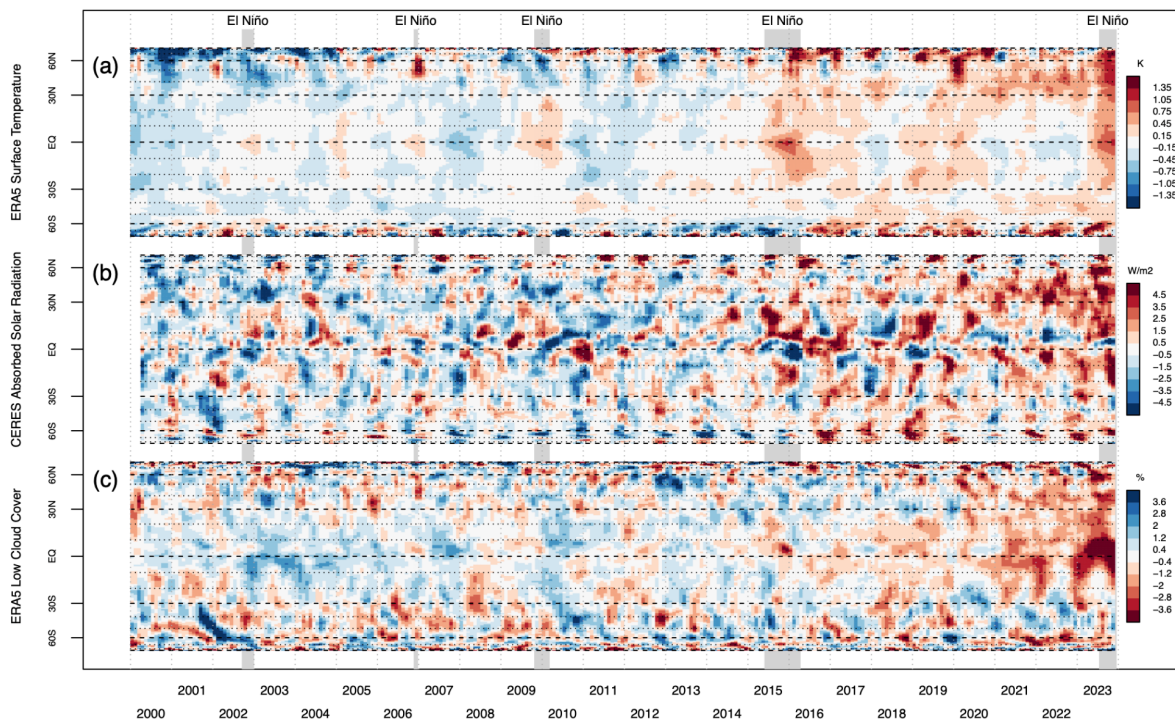 El Niño El Niño El Niño El Niño El Niño
(a)
ERA5 Surface Temperature
60N
30N
EQ
30S
60S
K
1.35
1.05
0.75
0.45
0.15
−0.15
−0.45
−0.75
−1.05
−1.35
(b)
CERES Absorbed Solar Radiation
60N
30N
EQ
30S
60S
W/m2
4.5
3.5
2.5
1.5
0.5
−0.5
−1.5
−2.5
−3.5
−4.5
(c)
ERA5 Low Cloud Cover
60N
30N
EQ
30S
60S
%
3.6
2.8
2
1.2
0.4
−0.4
−1.2
−2
−2.8
−3.6
2001 2003 2005 2007 2009 2011 2013 2015 2017 2019 2021 2023
2000 2002 2004 2006 2008 2010 2012 2014 2016 2018 2020 2022